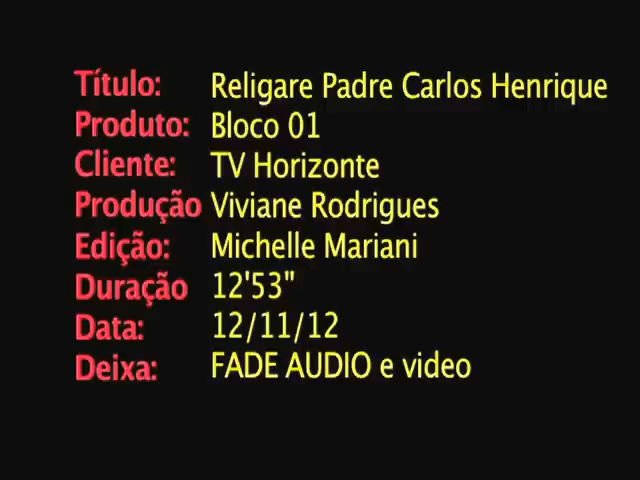 Título: Religare Padre Carlos Henrique
Produto: Bloco 01
Cliente: TV Horizonte
Produção Viviane Rodrigues
Edição: Michelle Mariani
Duração 12'53"
Data: 12/11/12
Deixa: FADE AUDIO e video